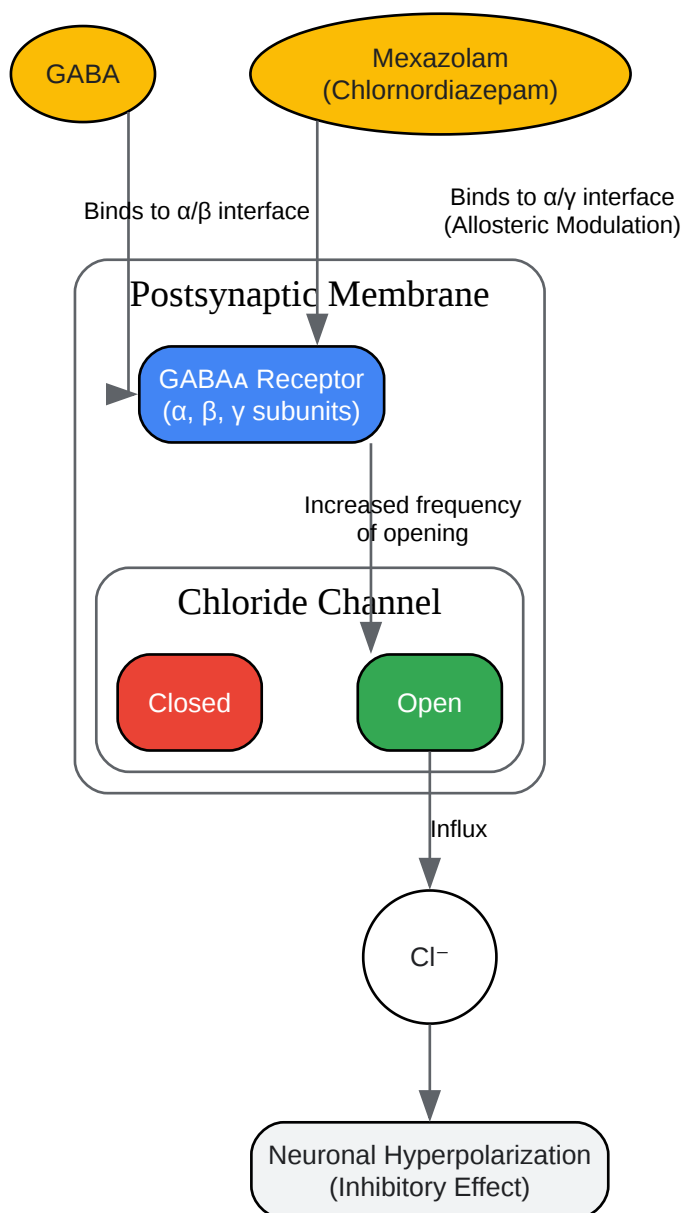 GABA
Mexazolam
(Chlornordiazepam)
Binds to α/β interface
Binds to α/γ interface
(Allosteric Modulation)
Postsynaptic Membrane
GABAᴀ Receptor
(α, β, γ subunits)
Increased frequency
of opening
Chloride Channel
Closed
Open
Influx
Cl⁻
Neuronal Hyperpolarization
(Inhibitory Effect)